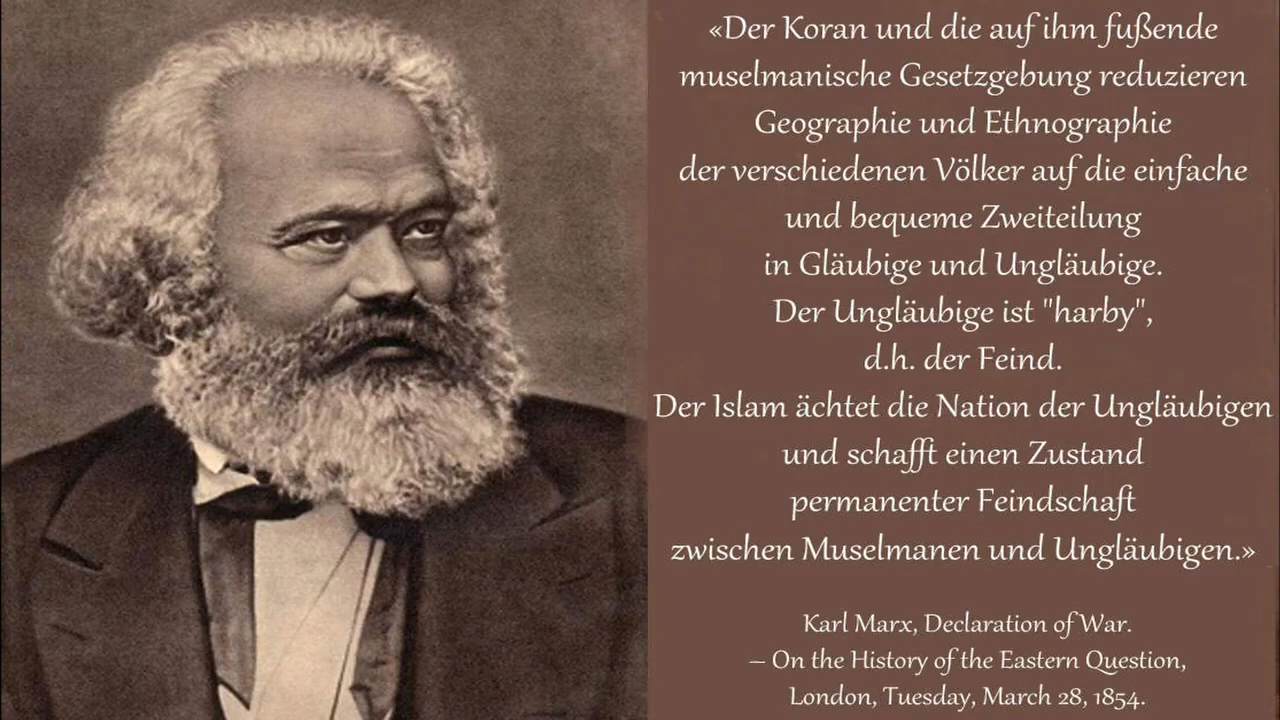 «Der Koran und die auf ihm fußende
muselmanische Gesetzgebung reduzieren
Geographie und Ethnographie
der verschiedenen Völker auf die einfache
und bequeme Zweiteilung
in Gläubige und Ungläubige.
Der Ungläubige ist "harby",
d.h. der Feind.
Der Islam ächtet die Nation der Ungläubigen
und schafft einen Zustand
permanenter Feindschaft
zwischen Muselmanen und Ungläubigen.»
Karl Marx, Declaration of War.
– On the History of the Eastern Question,
London, Tuesday, March 28, 1854.